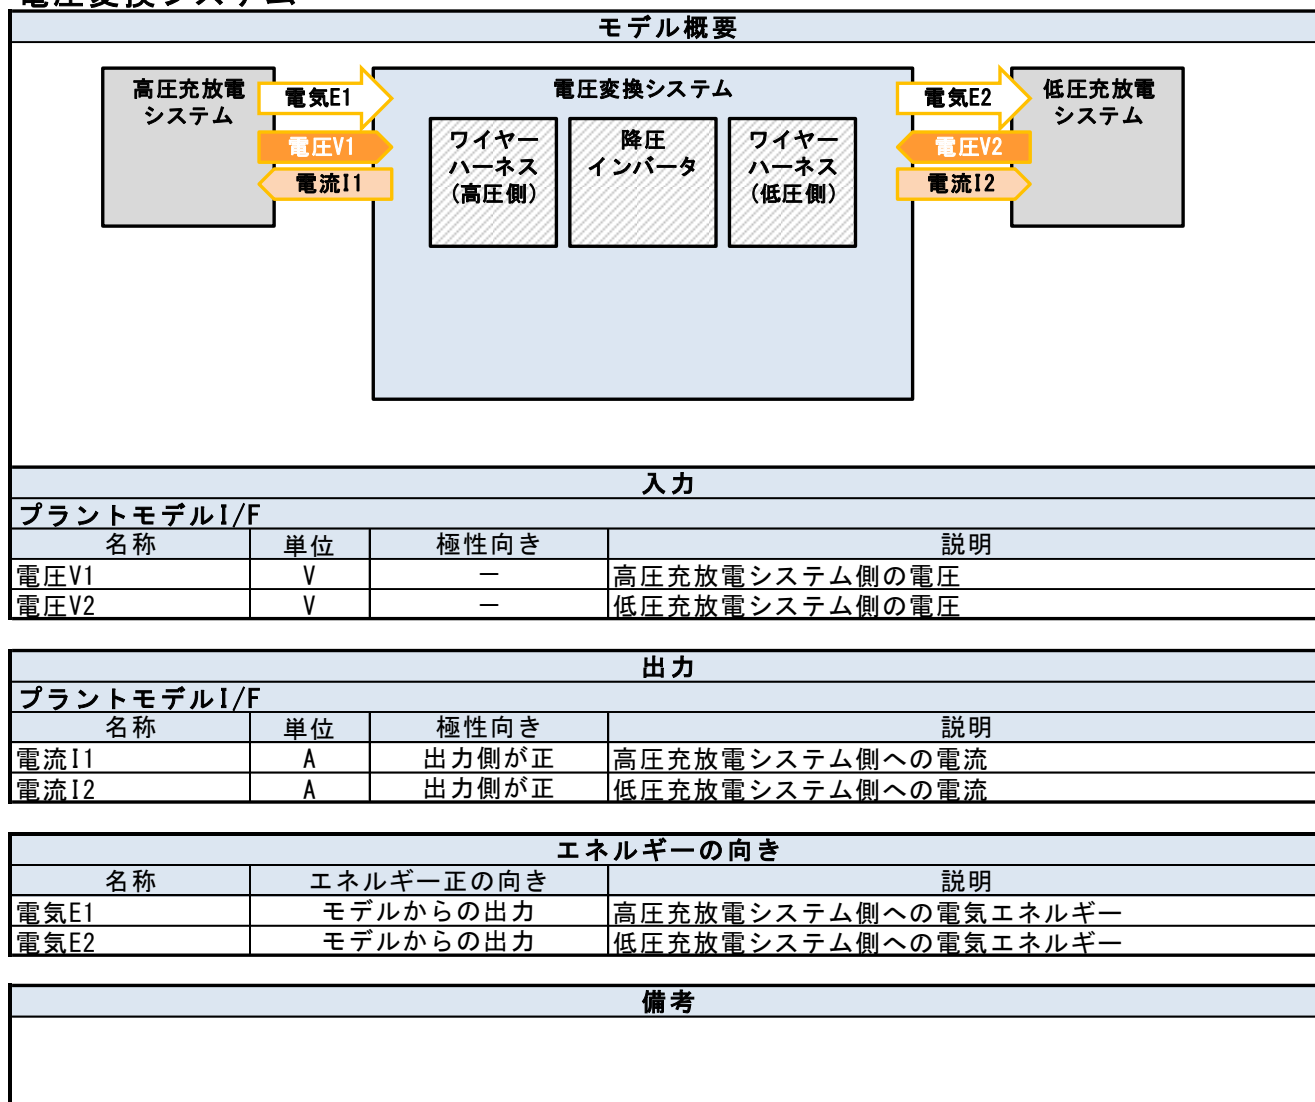 電圧変換システム
モデル概要
高圧充放電
システム
電気E1
電圧V1
電流I1
電圧変換システム
ワイヤー
ハーネス
(高圧側)
降圧
インバータ
ワイヤー
ハーネス
(低圧側)
電気E2
電圧V2
電流I2
低圧充放電
システム
入力
プラントモデルI/F
名称 単位 極性向き 説明
電圧V1 V － 高圧充放電システム側の電圧
電圧V2 V － 低圧充放電システム側の電圧
出力
プラントモデルI/F
名称 単位 極性向き 説明
電流I1 A 出力側が正 高圧充放電システム側への電流
電流I2 A 出力側が正 低圧充放電システム側への電流
エネルギーの向き
名称 エネルギー正の向き 説明
電気E1 モデルからの出力 高圧充放電システム側への電気エネルギー
電気E2 モデルからの出力 低圧充放電システム側への電気エネルギー
備考